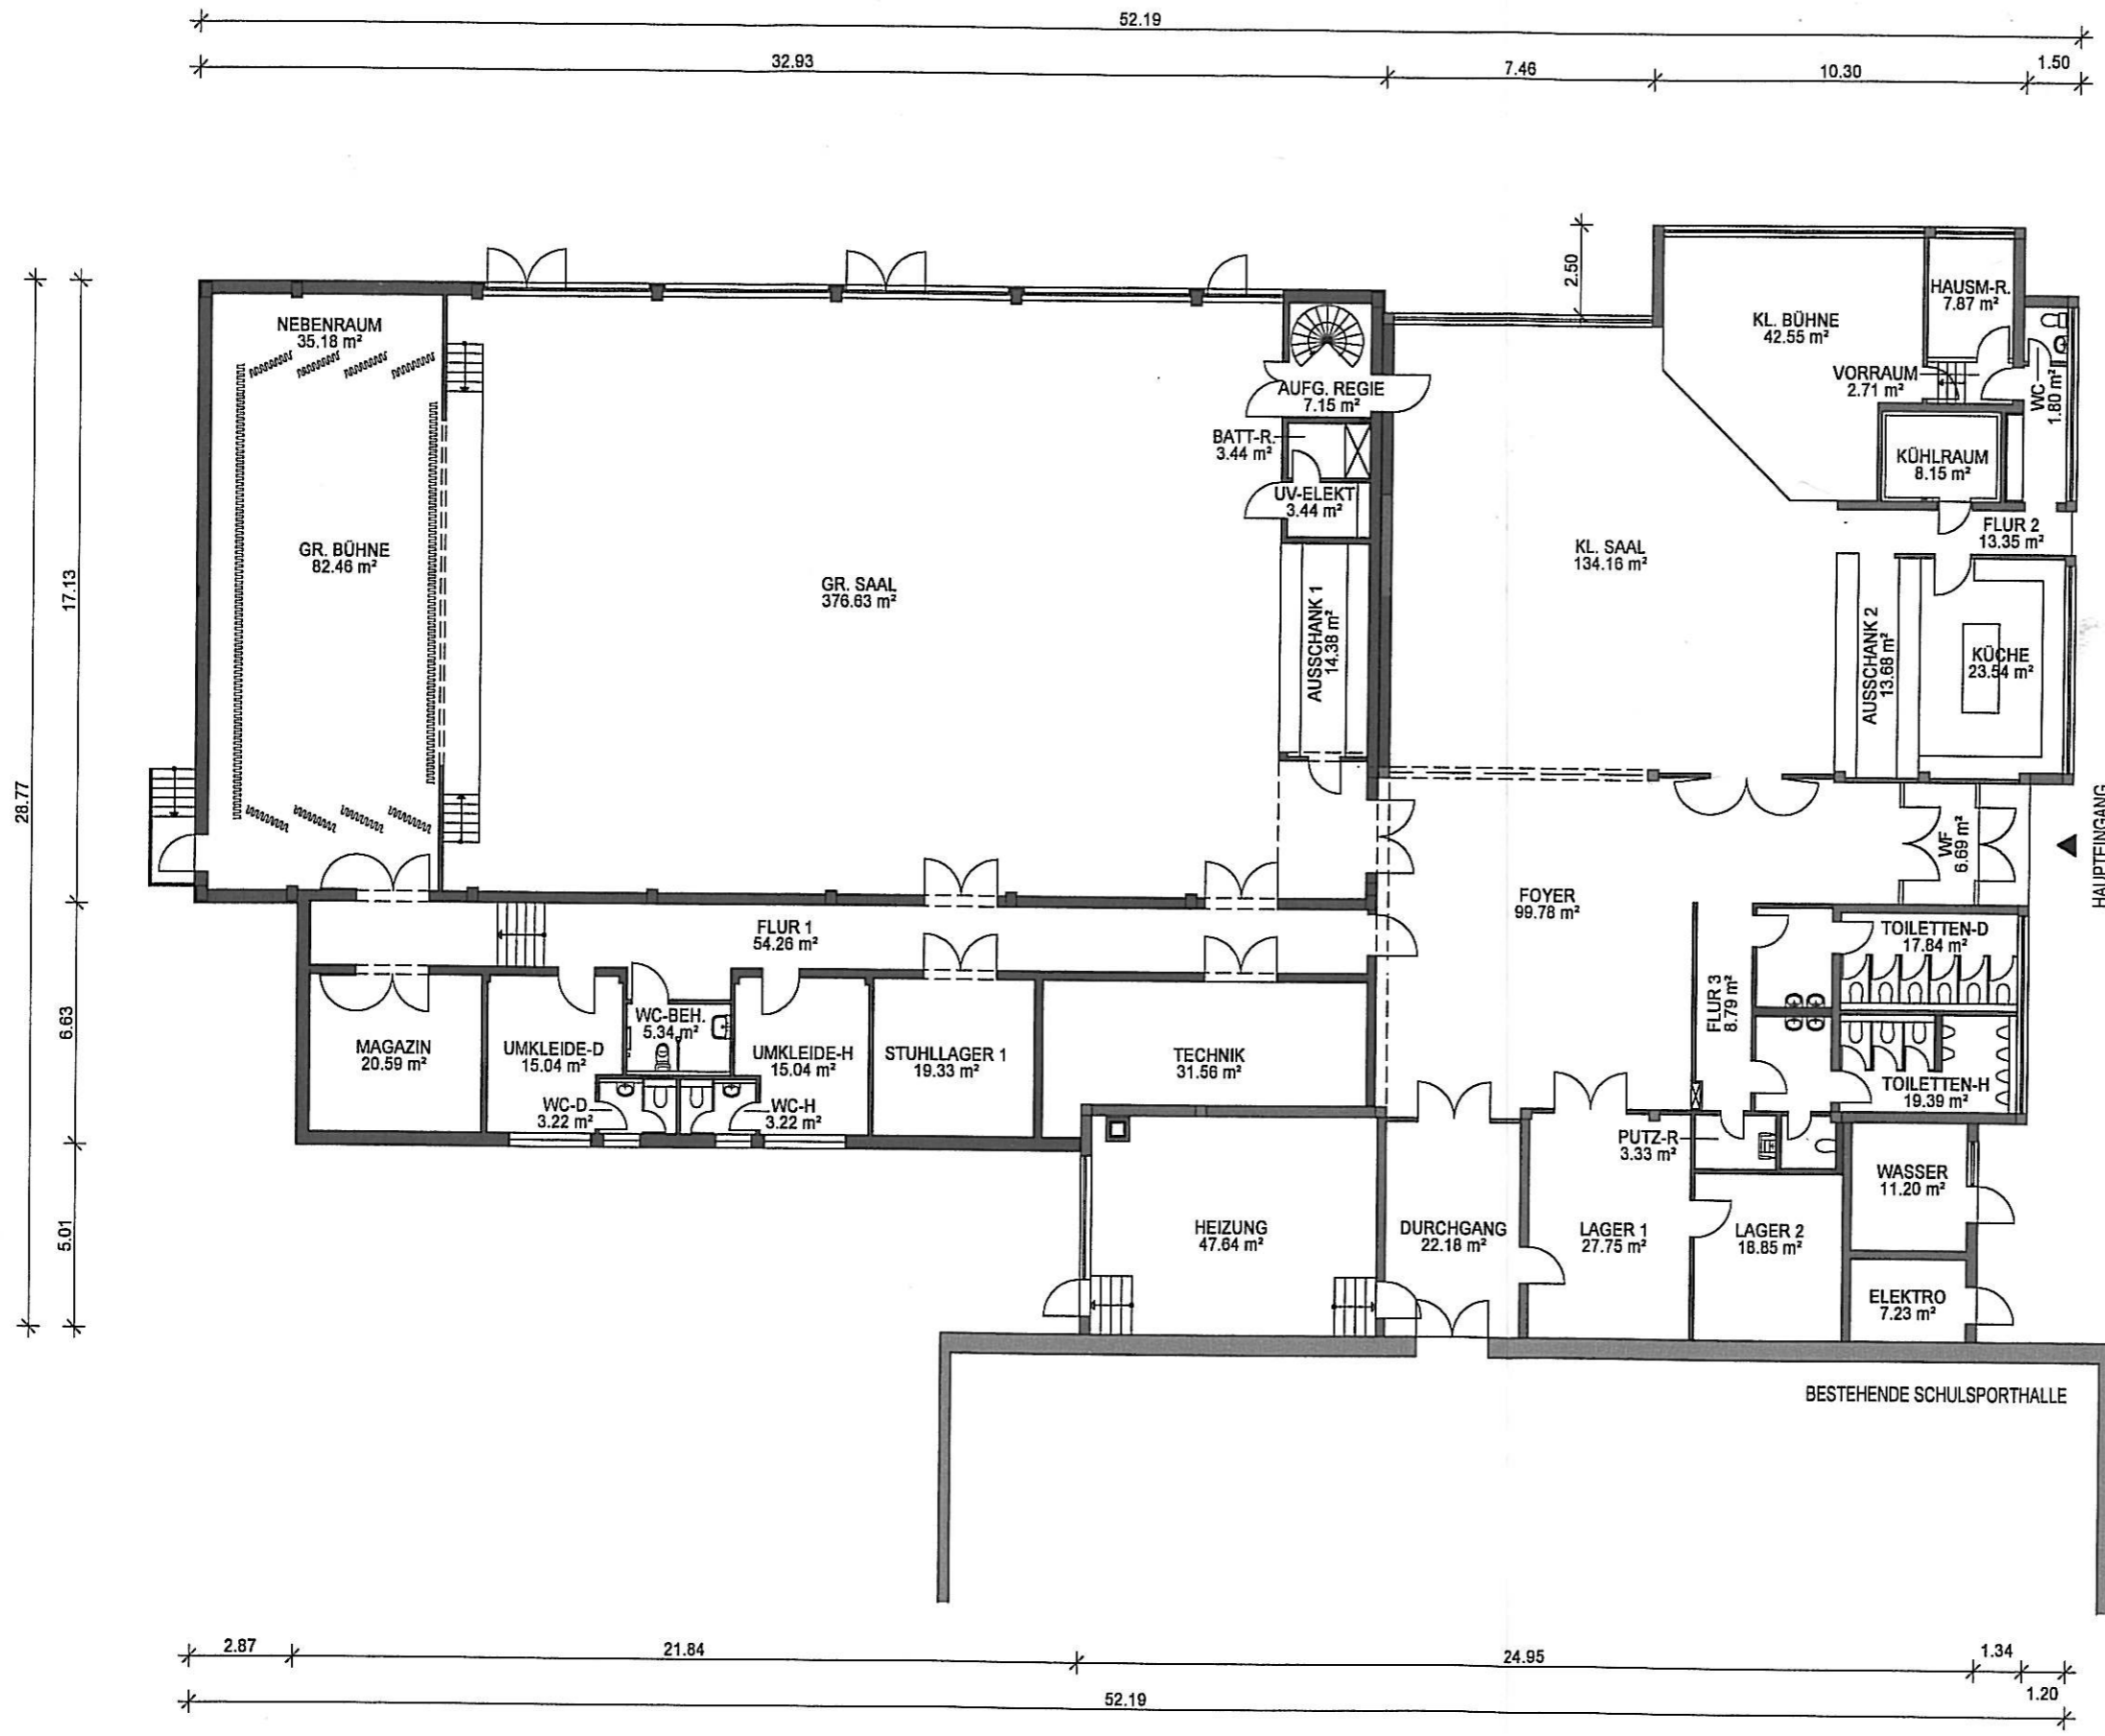 52.19
32.93
7.46
10.30
1.50
2.50
NEBENRAUM
35.18 m²
KL. BÜHNE
42.55 m²
HAUSM-R.
7.87 m²
VORRAUM
2.71 m²
WC
1.80 m²
AUFG. REGIE
7.15 m²
BATT-R.
3.44 m²
UV-ELEKT
3.44 m²
KÜHLRAUM
8.15 m²
FLUR 2
13.35 m²
GR. BÜHNE
82.46 m²
GR. SAAL
376.63 m²
KL. SAAL
134.16 m²
AUSSCHANK 1
14.38 m²
AUSSCHANK 2
13.68 m²
KÜCHE
23.54 m²
17.13
28.77
6.63
5.01
WF
6.69 m²
HAUPTEINGANG
FOYER
99.78 m²
FLUR 1
54.26 m²
TOILETTEN-D
17.84 m²
FLUR 3
8.79 m²
TOILETTEN-H
19.39 m²
MAGAZIN
20.59 m²
UMKLEIDE-D
15.04 m²
WC-BEH.
5.34 m²
UMKLEIDE-H
15.04 m²
STUHLLAGER 1
19.33 m²
TECHNIK
31.56 m²
WC-D
3.22 m²
WC-H
3.22 m²
PUTZ-R
3.33 m²
WASSER
11.20 m²
HEIZUNG
47.64 m²
DURCHGANG
22.18 m²
LAGER 1
27.75 m²
LAGER 2
18.85 m²
ELEKTRO
7.23 m²
BESTEHENDE SCHULSPORTHALLE
2.87
21.84
24.95
1.34
52.19
1.20